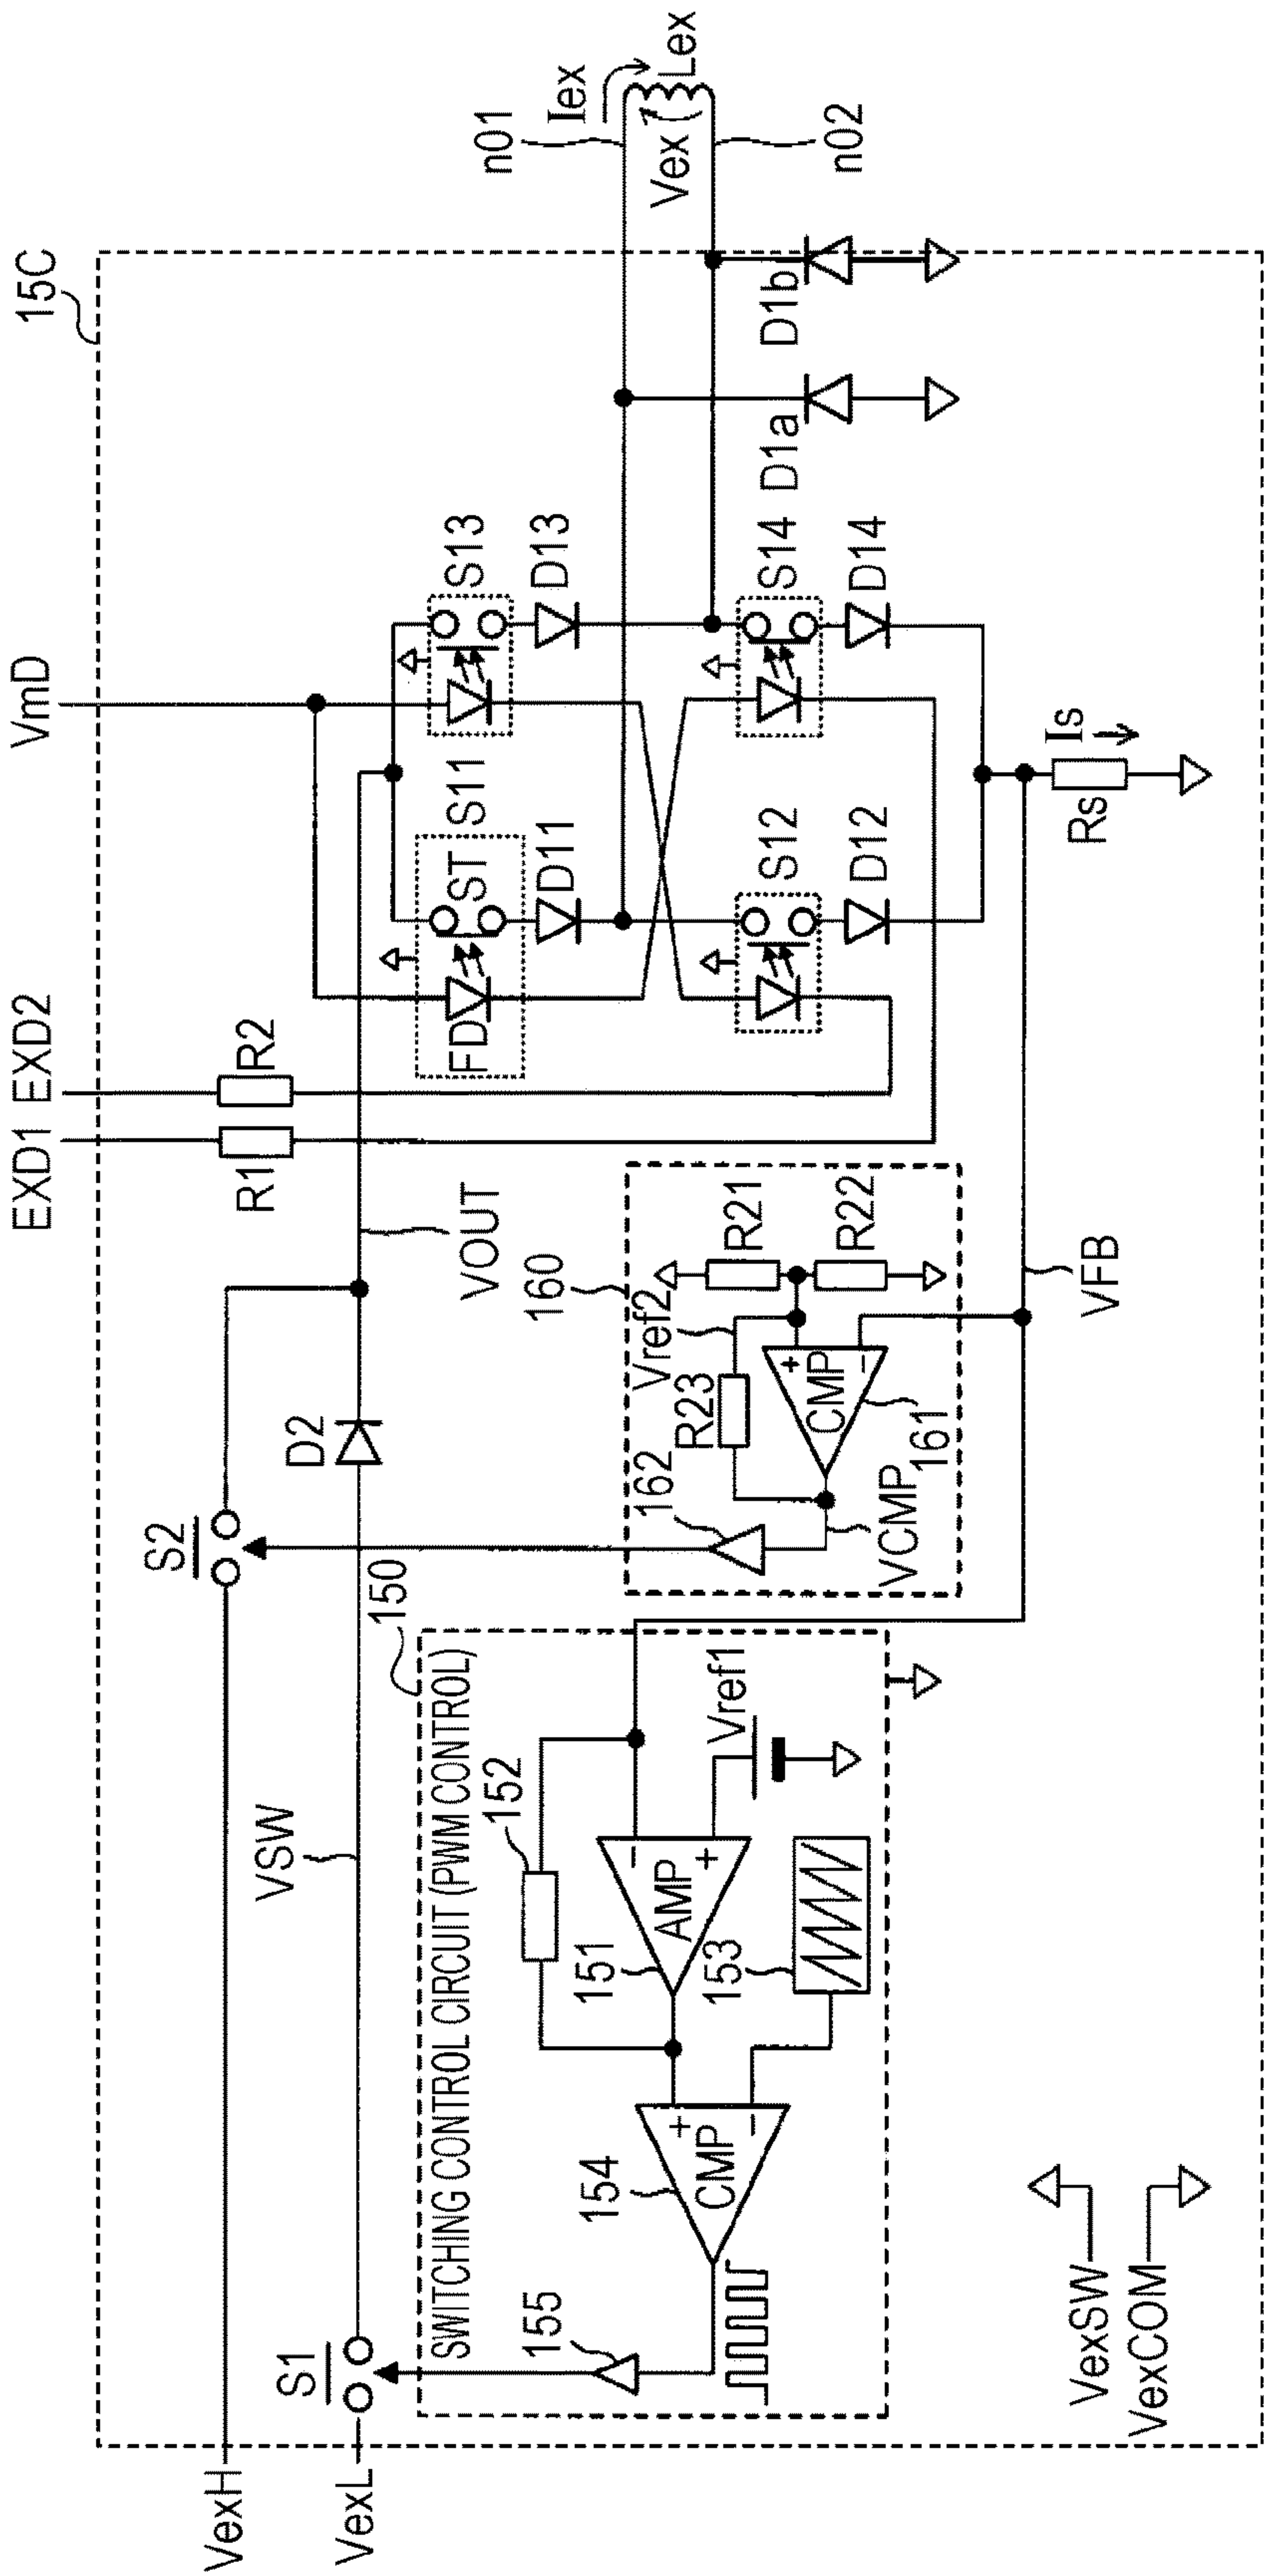 15C
VexH
VexL
S1
VSW
S2
D2
VOUT
EXD1
EXD2
VmD
R1
R2
FD
ST
S11
D11
S13
D13
S12
D12
S14
D14
D1a
D1b
n01
n02
Iex
Vex
Lex
Rs
Is
VFB
150
SWITCHING CONTROL CIRCUIT (PWM CONTROL)
155
154
CMP
+
−
151
AMP
−
+
152
153
Vref1
160
162
VCMP
161
CMP
+
−
R23
Vref2
R21
R22
VexSW
VexCOM